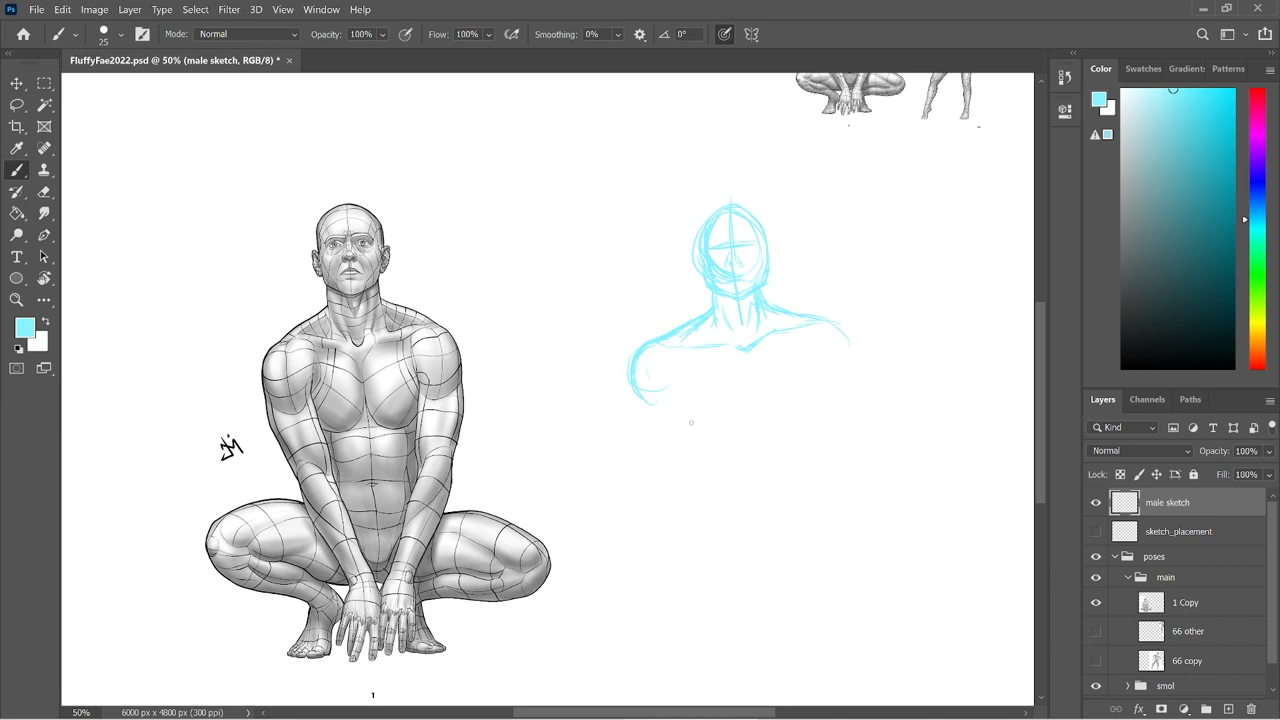 File Edit Image Layer Type Select Filter 3D View Window Help
25 Mode: Normal Opacity: 100% Flow: 100% Smoothing: 0% 0°
FluffyFae2022.psd @ 50% (male sketch, RGB/8) *
Color Swatches Gradients Patterns
Layers Channels Paths
Kind
Normal Opacity: 100%
Lock: Fill: 100%
male sketch
sketch_placement
poses
main
1 Copy
66 other
66 copy
smol
1
50% 6000 px x 4800 px (300 ppi)